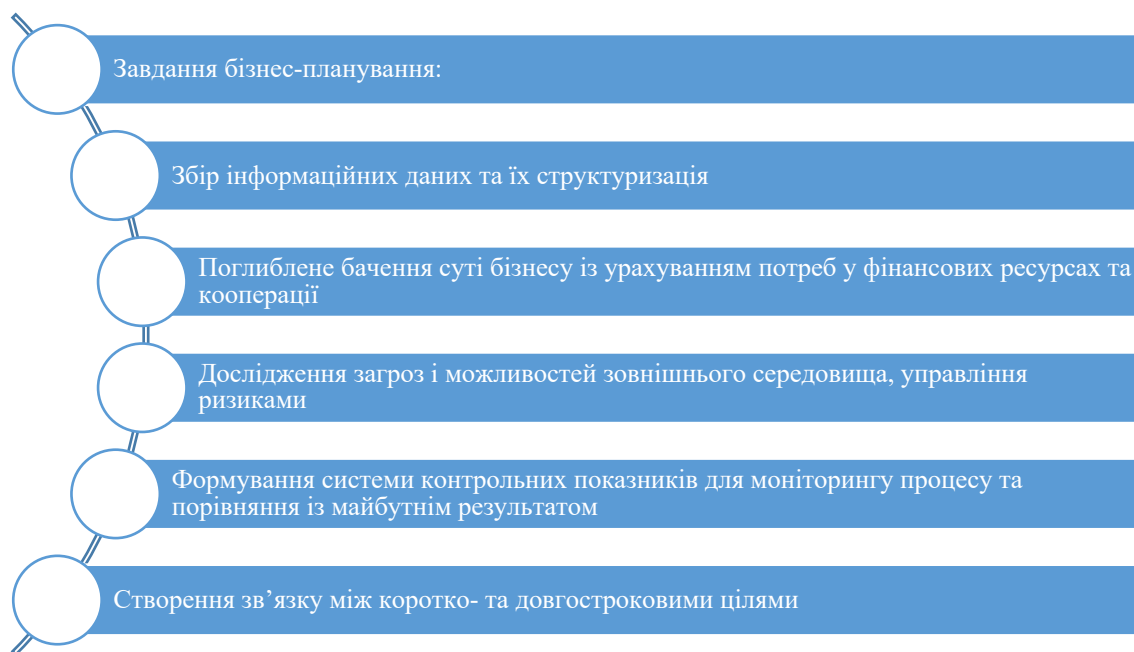 Завдання бізнес-планування:
Збір інформаційних даних та їх структуризація
Поглиблене бачення суті бізнесу із урахуванням потреб у фінансових ресурсах та
кооперації
Дослідження загроз і можливостей зовнішнього середовища, управління
ризиками
Формування системи контрольних показників для моніторингу процесу та
порівняння із майбутнім результатом
Створення зв’язку між коротко- та довгостроковими цілями